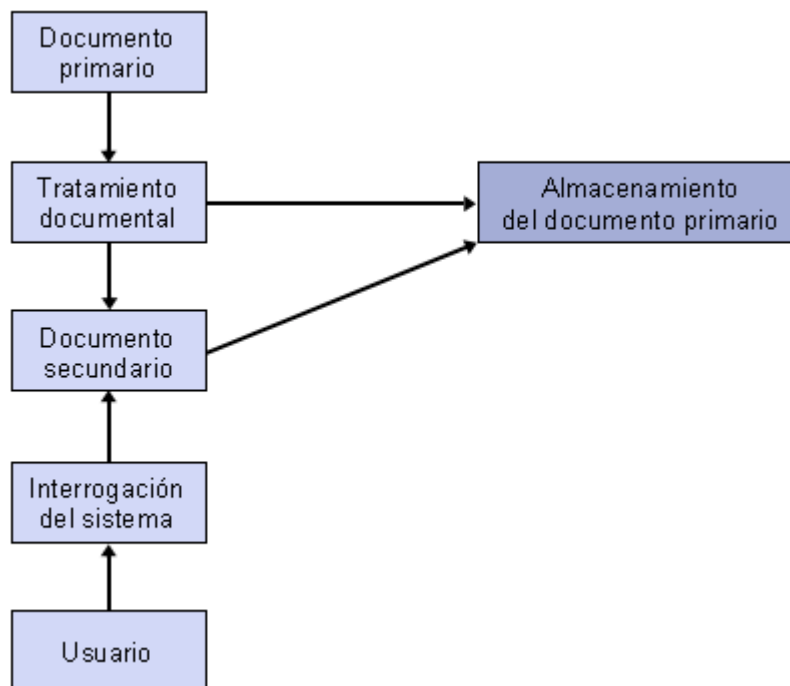 Documento
primario
Tratamiento
documental
Almacenamiento
del documento primario
Documento
secundario
Interrogación
del sistema
Usuario